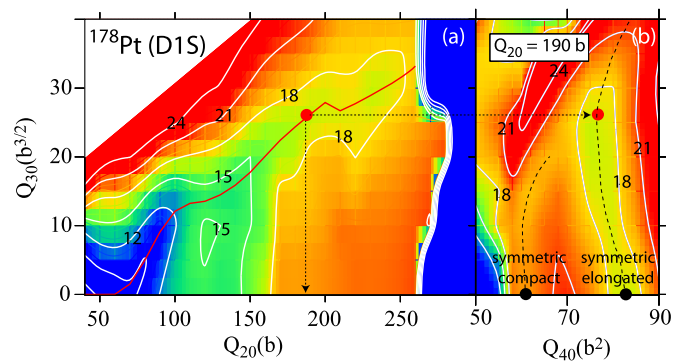 ¹⁷⁸Pt (D1S)
(a)
(b)
Q₂₀ = 190 b
Q₃₀(b³/²)
30
20
10
0
24
21
18
18
15
15
12
24
21
21
18
18
symmetric compact
symmetric elongated
50
100
150
200
250
50
70
90
Q₂₀(b)
Q₄₀(b²)